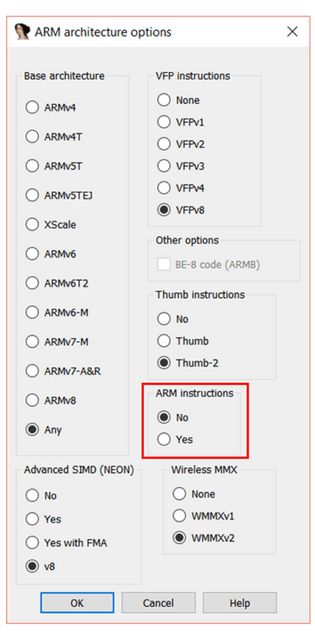 ARM architecture options
Base architecture
ARMv4
ARMv4T
ARMv5T
ARMv5TEJ
XScale
ARMv6
ARMv6T2
ARMv6-M
ARMv7-M
ARMv7-A&R
ARMv8
Any
VFP instructions
None
VFPv1
VFPv2
VFPv3
VFPv4
VFPv8
Other options
BE-8 code (ARMB)
Thumb instructions
No
Thumb
Thumb-2
ARM instructions
No
Yes
Advanced SIMD (NEON)
No
Yes
Yes with FMA
v8
Wireless MMX
None
WMMXv1
WMMXv2
OK
Cancel
Help